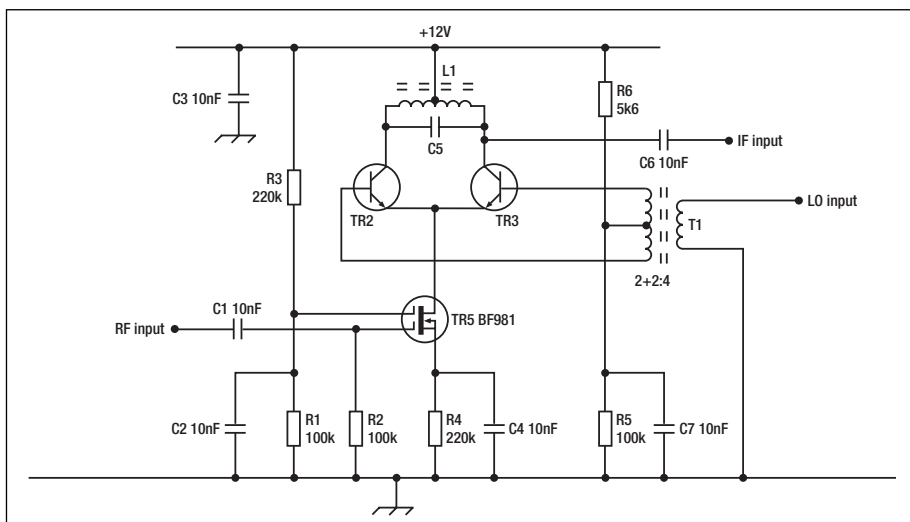 +12V
L1
C3 10nF
R6
5k6
C5
IF input
C6 10nF
R3
220k
LO input
TR2
TR3
T1
2+2:4
C1 10nF
TR5 BF981
RF input
C2 10nF
R1
100k
R2
100k
R4
220k
C4 10nF
R5
100k
C7 10nF